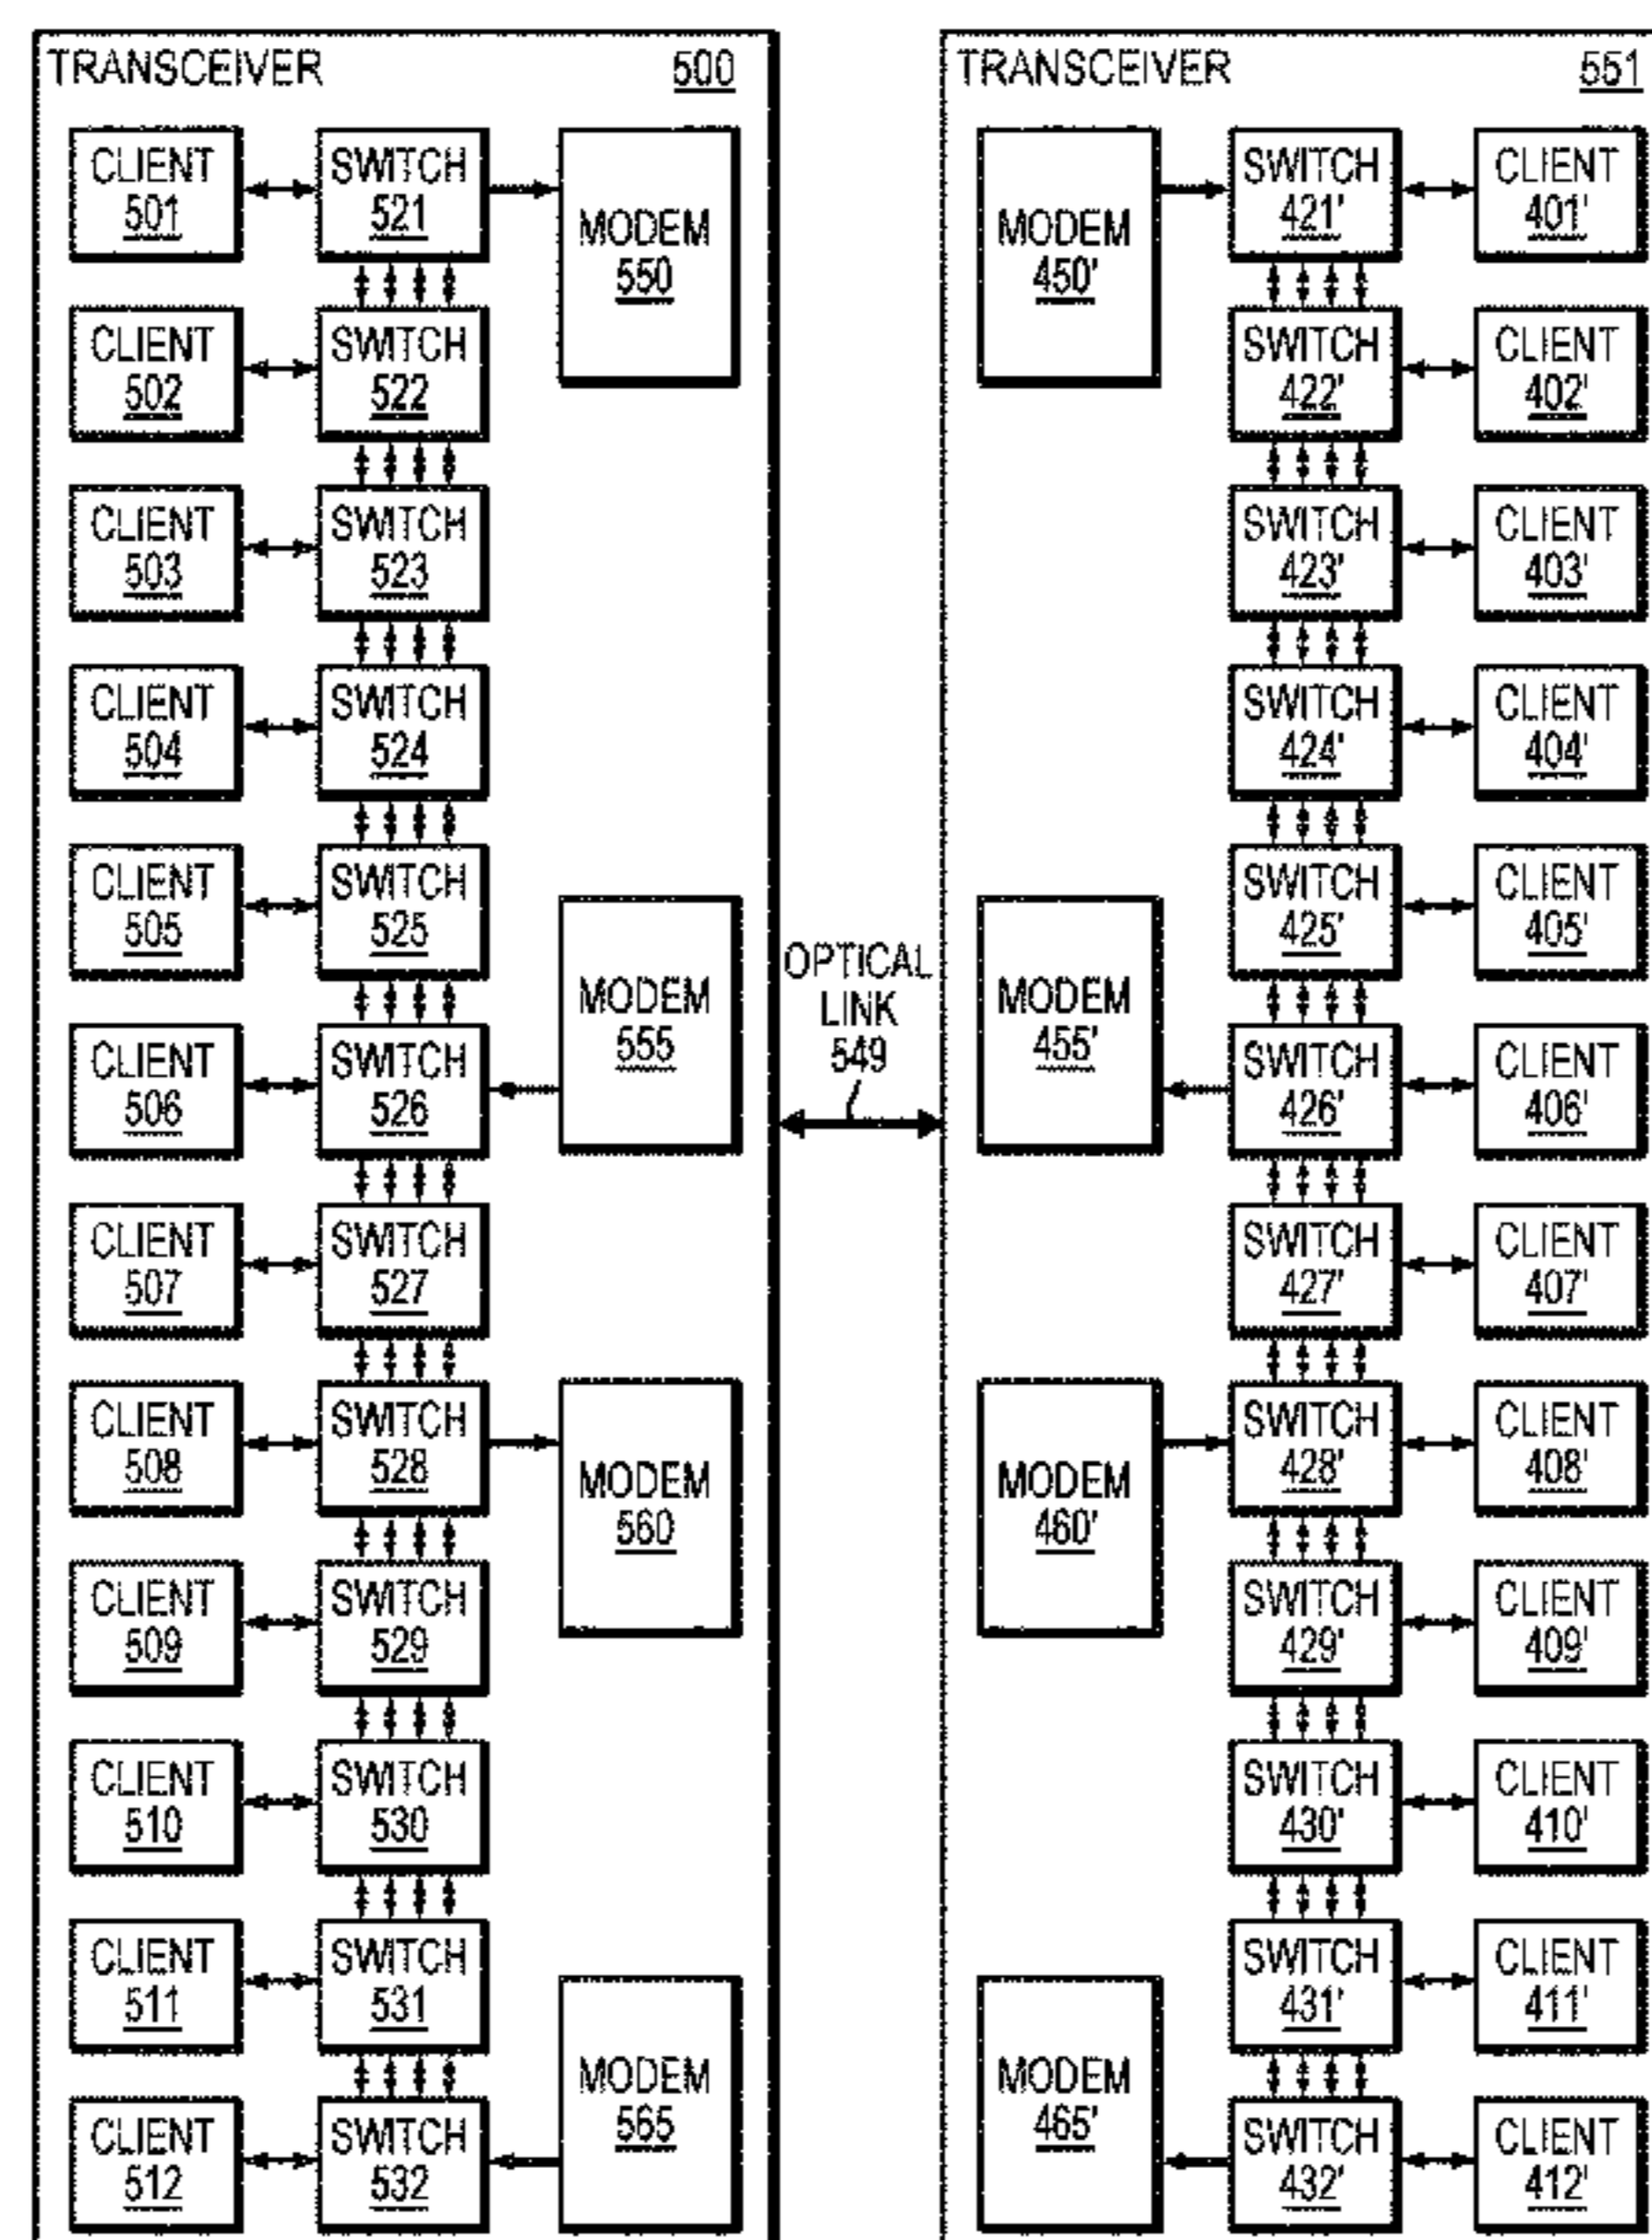 TRANSCEIVER 500
CLIENT 501
SWITCH 521
MODEM 550
CLIENT 502
SWITCH 522
CLIENT 503
SWITCH 523
CLIENT 504
SWITCH 524
CLIENT 505
SWITCH 525
MODEM 555
CLIENT 506
SWITCH 526
CLIENT 507
SWITCH 527
CLIENT 508
SWITCH 528
MODEM 560
CLIENT 509
SWITCH 529
CLIENT 510
SWITCH 530
CLIENT 511
SWITCH 531
MODEM 565
CLIENT 512
SWITCH 532
OPTICAL
LINK
549
TRANSCEIVER 551
MODEM 450'
SWITCH 421'
CLIENT 401'
SWITCH 422'
CLIENT 402'
SWITCH 423'
CLIENT 403'
SWITCH 424'
CLIENT 404'
MODEM 455'
SWITCH 425'
CLIENT 405'
SWITCH 426'
CLIENT 406'
SWITCH 427'
CLIENT 407'
MODEM 460'
SWITCH 428'
CLIENT 408'
SWITCH 429'
CLIENT 409'
SWITCH 430'
CLIENT 410'
MODEM 465'
SWITCH 431'
CLIENT 411'
SWITCH 432'
CLIENT 412'